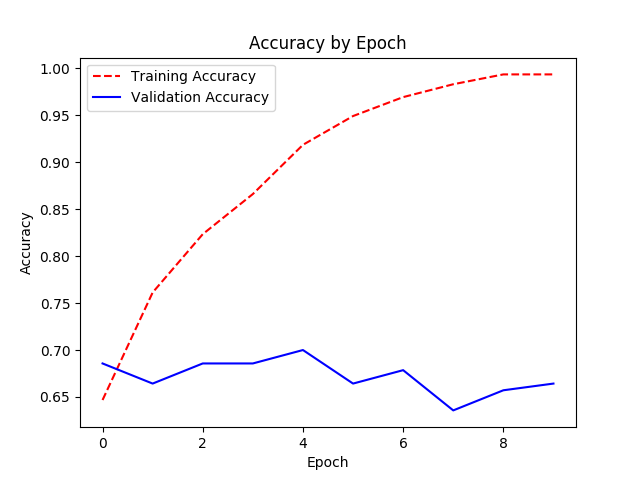 Accuracy by Epoch
Training Accuracy
Validation Accuracy
1.00
0.95
0.90
0.85
0.80
0.75
0.70
0.65
Accuracy
0 2 4 6 8
Epoch